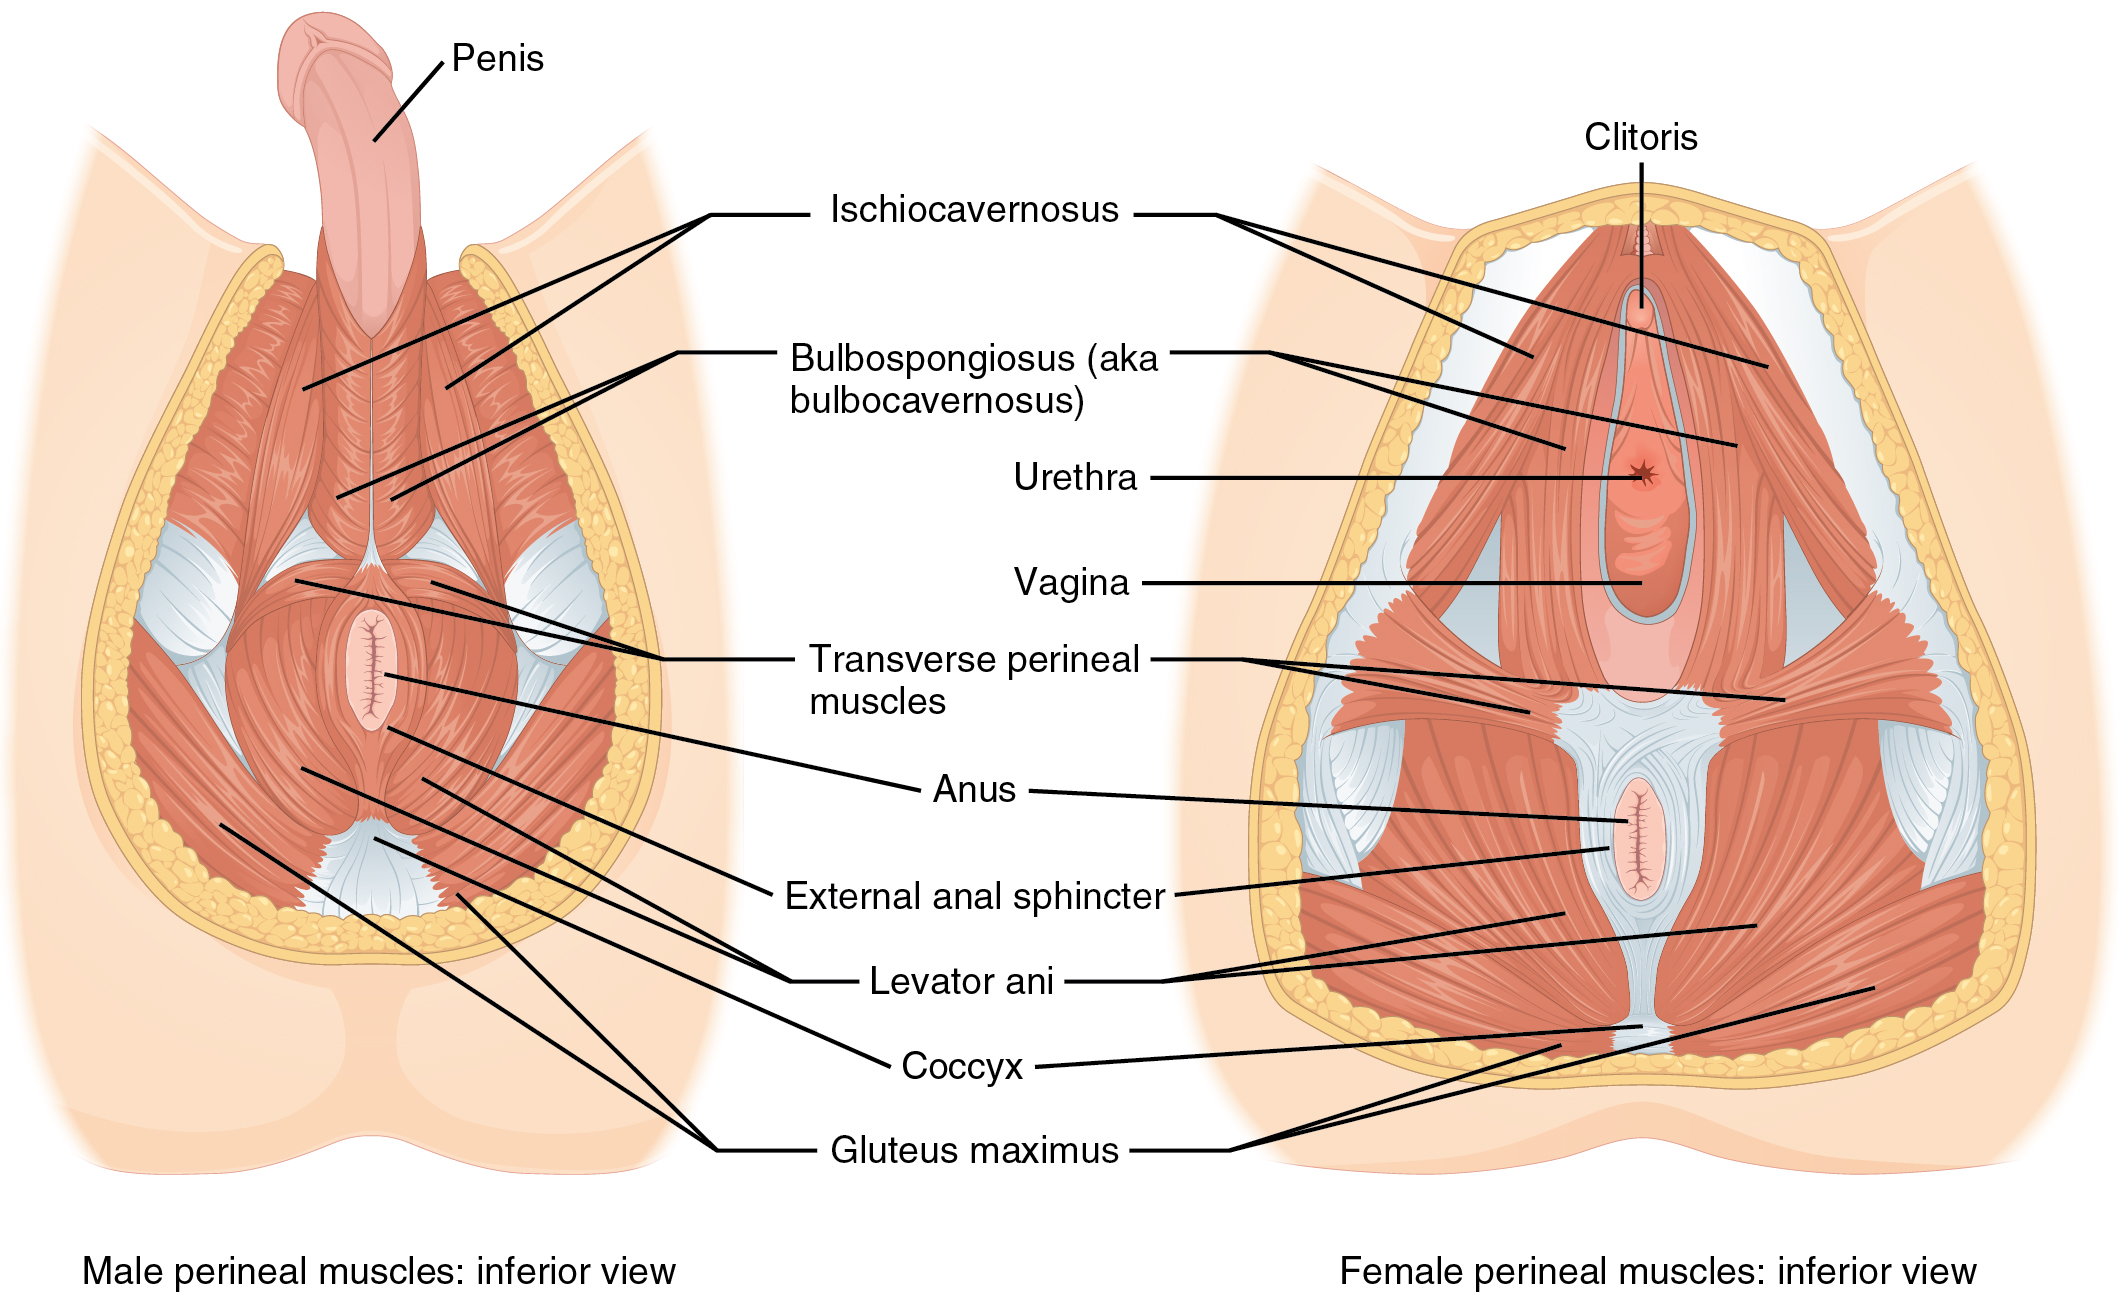 Penis
Clitoris
Ischiocavernosus
Bulbospongiosus (aka
bulbocavernosus)
Urethra
Vagina
Transverse perineal
muscles
Anus
External anal sphincter
Levator ani
Coccyx
Gluteus maximus
Male perineal muscles: inferior view
Female perineal muscles: inferior view